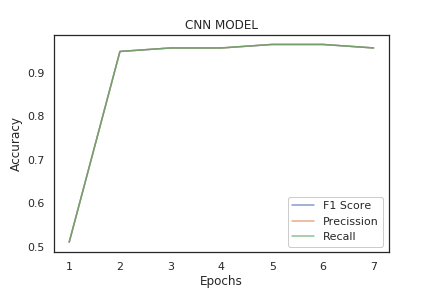 CNN MODEL
0.9
0.8
0.7
0.6
0.5
Accuracy
F1 Score
Precission
Recall
1 2 3 4 5 6 7
Epochs